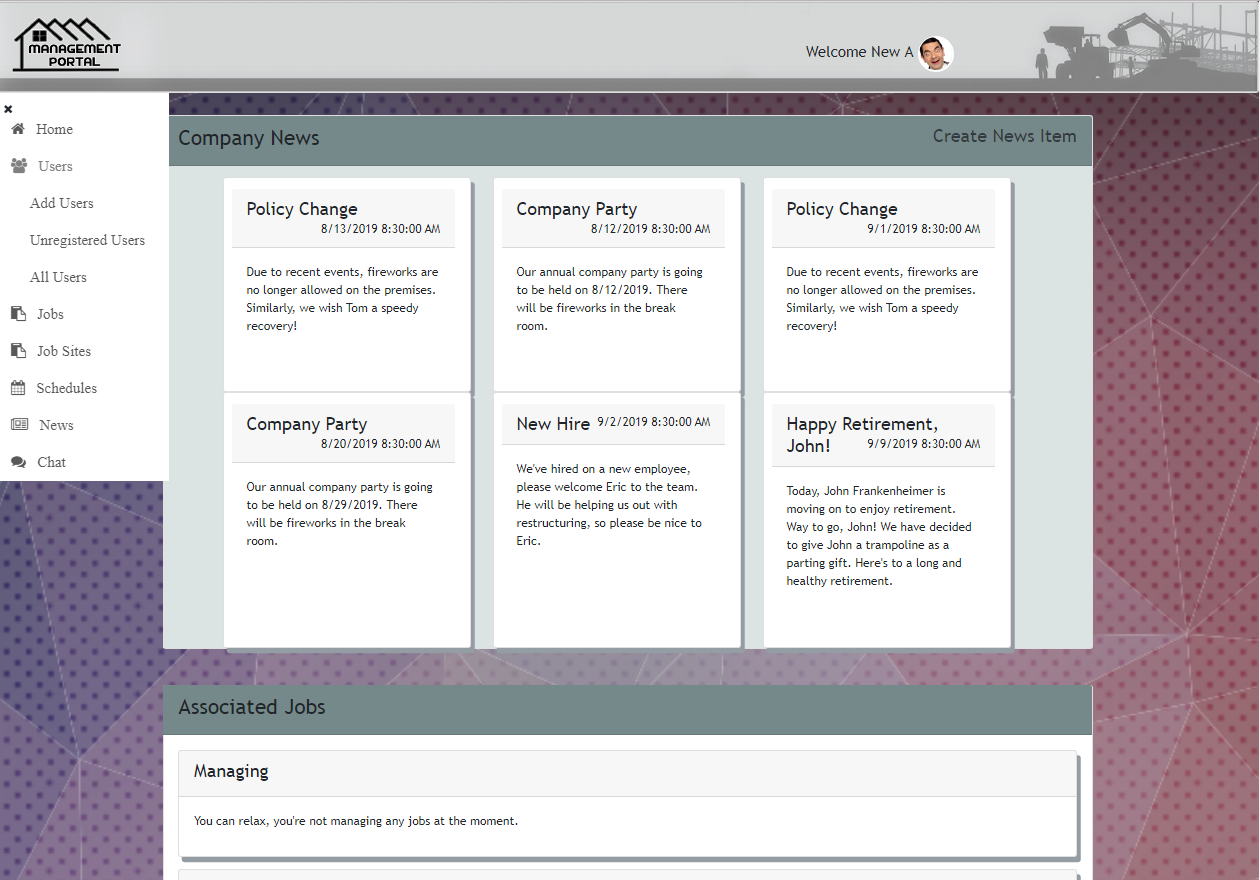 MANAGEMENT
PORTAL
Welcome New A
Home
Users
Add Users
Unregistered Users
All Users
Jobs
Job Sites
Schedules
News
Chat
Company News
Create News Item
Policy Change
8/13/2019 8:30:00 AM
Due to recent events, fireworks are
no longer allowed on the premises.
Similarly, we wish Tom a speedy
recovery!
Company Party
8/12/2019 8:30:00 AM
Our annual company party is going
to be held on 8/12/2019. There
will be fireworks in the break
room.
Policy Change
9/1/2019 8:30:00 AM
Due to recent events, fireworks are
no longer allowed on the premises.
Similarly, we wish Tom a speedy
recovery!
Company Party
8/20/2019 8:30:00 AM
Our annual company party is going
to be held on 8/29/2019. There
will be fireworks in the break
room.
New Hire 9/2/2019 8:30:00 AM
We've hired on a new employee,
please welcome Eric to the team.
He will be helping us out with
restructuring, so please be nice to
Eric.
Happy Retirement,
John! 9/9/2019 8:30:00 AM
Today, John Frankenheimer is
moving on to enjoy retirement.
Way to go, John! We have decided
to give John a trampoline as a
parting gift. Here's to a long and
healthy retirement.
Associated Jobs
Managing
You can relax, you're not managing any jobs at the moment.